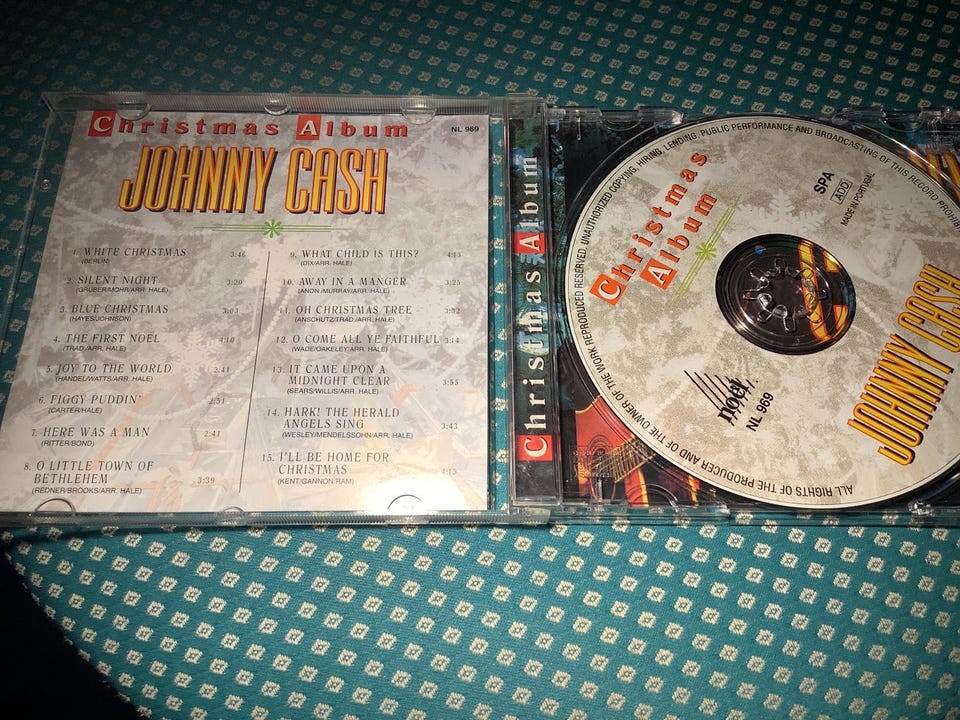 Christmas Album
NL 969
JOHNNY CASH
1. WHITE CHRISTMAS 3:46
(BERLIN)
2. SILENT NIGHT 3:20
(GRUBER/MOHR/ARR. HALE)
3. BLUE CHRISTMAS 3:03
(HAYES/JOHNSON)
4. THE FIRST NOEL 4:10
(TRAD./ARR. HALE)
5. JOY TO THE WORLD 2:41
(HANDEL/WATTS/ARR. HALE)
6. FIGGY PUDDIN' 2:51
(CARTER/HALE)
7. HERE WAS A MAN 2:41
(RITTER/BOND)
8. O LITTLE TOWN OF
BETHLEHEM 3:39
(REDNER/BROOKS/ARR. HALE)
9. WHAT CHILD IS THIS? 4:15
(DIX/ARR. HALE)
10. AWAY IN A MANGER 3:25
(ANON./MURRAY/ARR. HALE)
11. OH CHRISTMAS TREE
(ANSCHUTZ/TRAD./ARR. HALE)
12. O COME ALL YE FAITHFUL 3:14
(WADE/OAKELEY/ARR. HALE)
13. IT CAME UPON A
MIDNIGHT CLEAR 3:55
(SEARS/WILLIS/ARR. HALE)
14. HARK! THE HERALD
ANGELS SING 3:43
(WESLEY/MENDELSSOHN/ARR. HALE)
15. I'LL BE HOME FOR
CHRISTMAS 4:15
(KENT/GANNON/RAM)
Christmas Album
ALL RIGHTS OF THE PRODUCER AND OF THE OWNER OF THE WORK REPRODUCED RESERVED. UNAUTHORIZED COPYING, HIRING, LENDING, PUBLIC PERFORMANCE AND BROADCASTING OF THIS RECORD PROHIB
Christmas
Album
SPA
ADD
MADE IN PORTUGAL
noel
NL 969
JOHNNY CASH